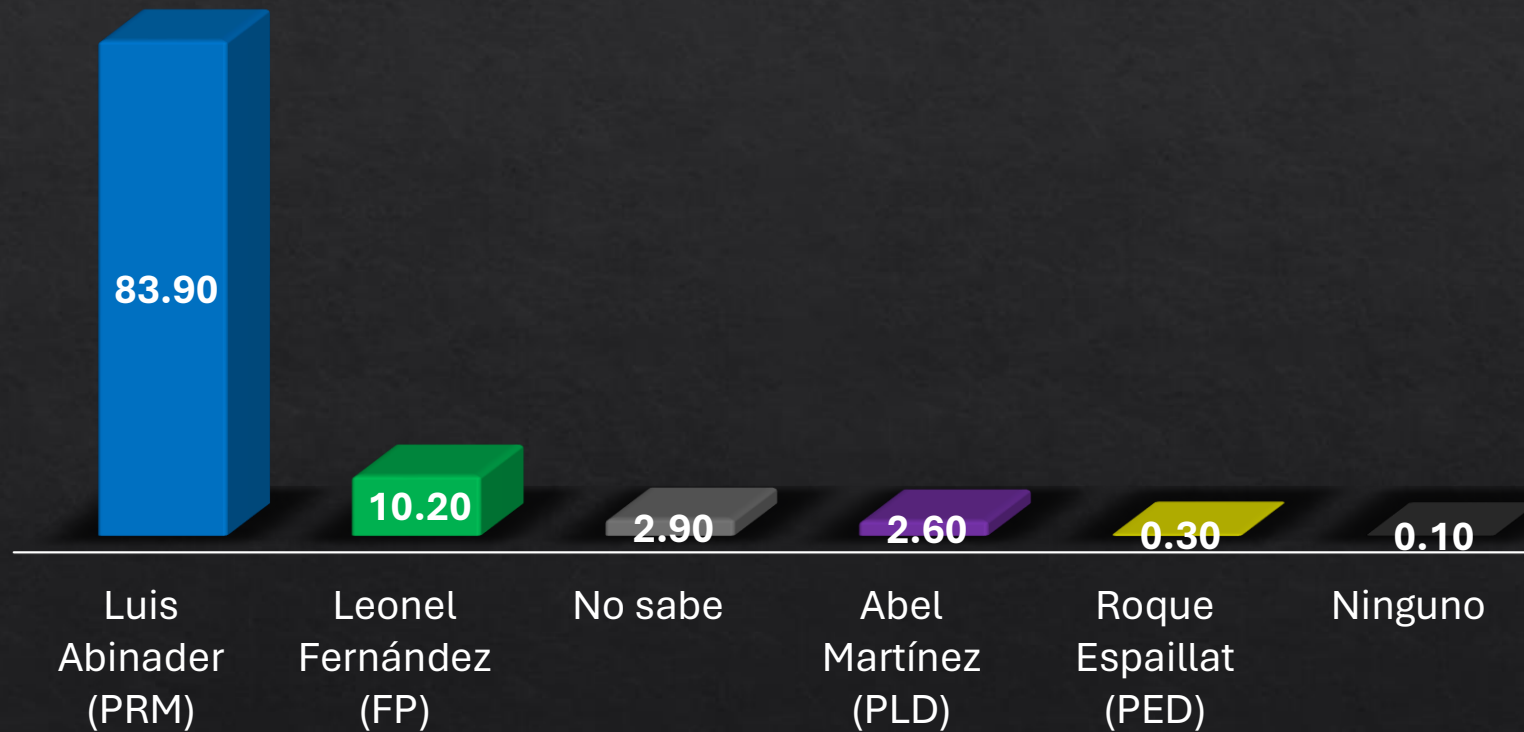 83.90
10.20
2.90
2.60
0.30
0.10
Luis
Abinader
(PRM)
Leonel
Fernández
(FP)
No sabe
Abel
Martínez
(PLD)
Roque
Espaillat
(PED)
Ninguno